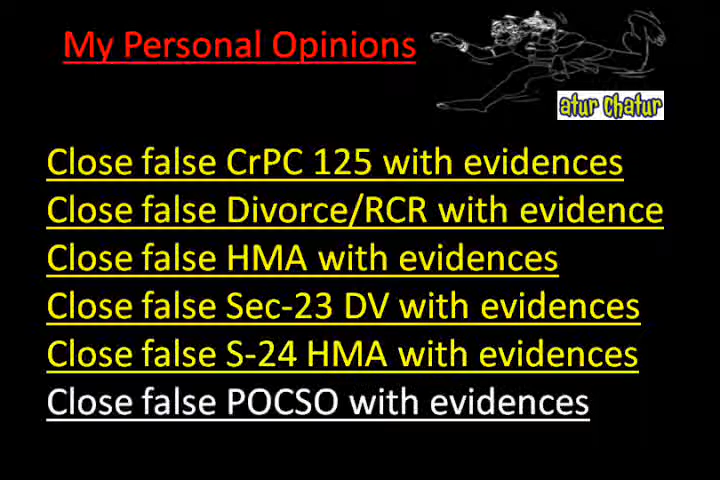 My Personal Opinions
atur Chatur
Close false CrPC 125 with evidences
Close false Divorce/RCR with evidence
Close false HMA with evidences
Close false Sec-23 DV with evidences
Close false S-24 HMA with evidences
Close false POCSO with evidences